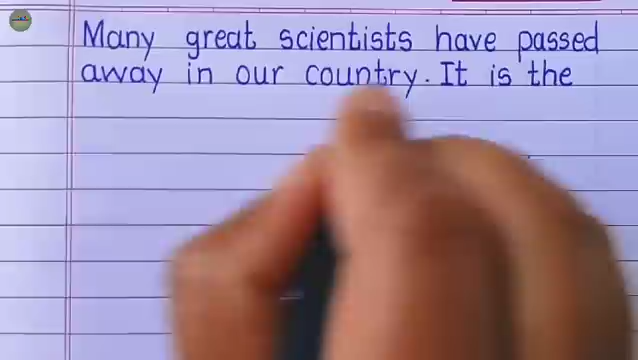 Many great scientists have passed
away in our country. It is the